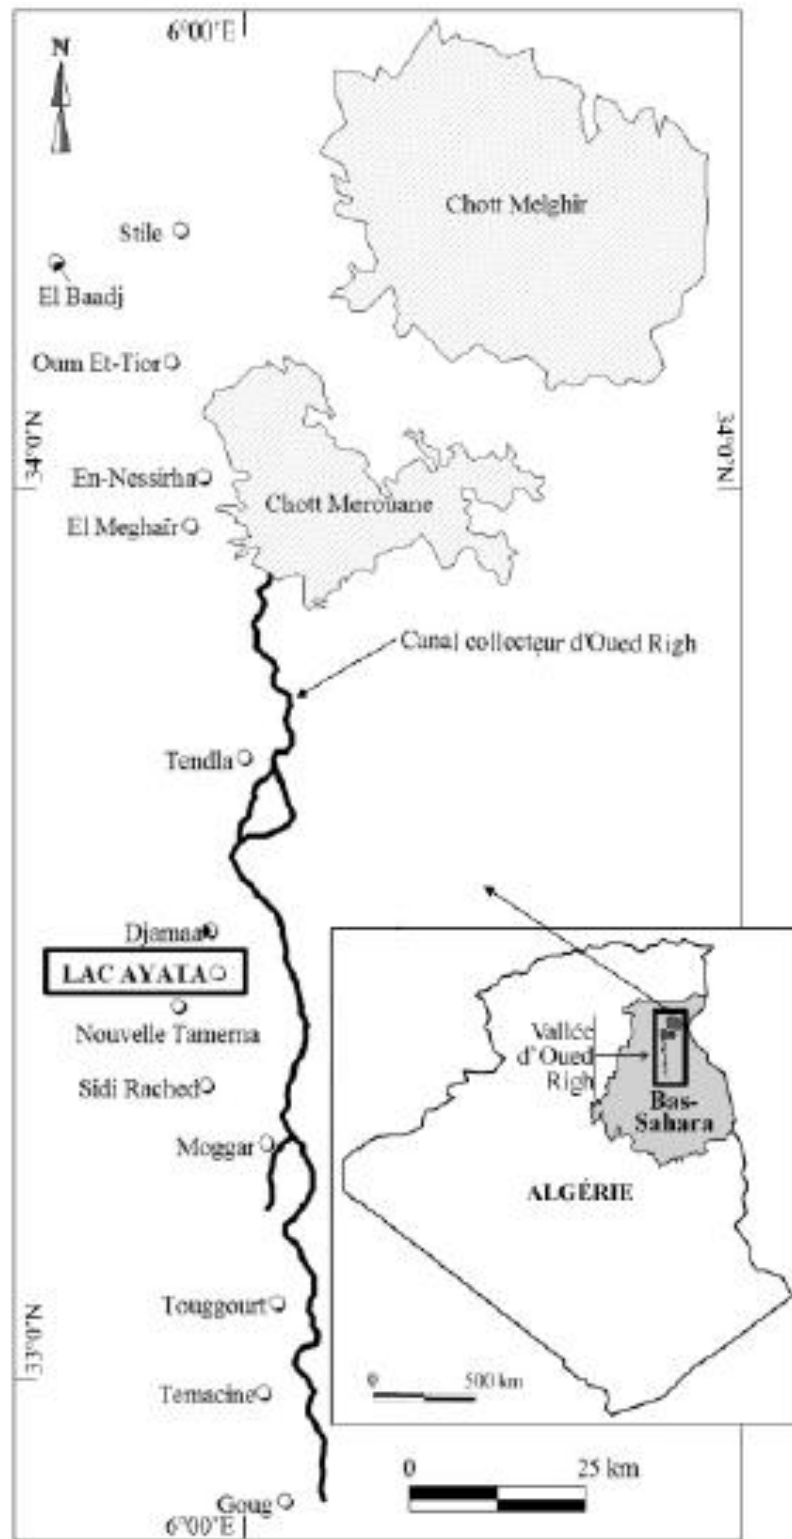 6°00'E
N
Chott Melghir
Stile
El Baadj
Oum Et-Tior
34°0'N
34°0'N
En-Nessirha
Chott Merouane
El Meghaïr
Canal collecteur d'Oued Righ
Tendla
Djamaa
LAC AYATA
Nouvelle Tamerna
Sidi Rached
Moggar
Touggourt
33°0'N
Temacine
Goug
6°00'E
Vallée
d'Oued
Righ
Bas-
Sahara
ALGÉRIE
0
500 km
0
25 km